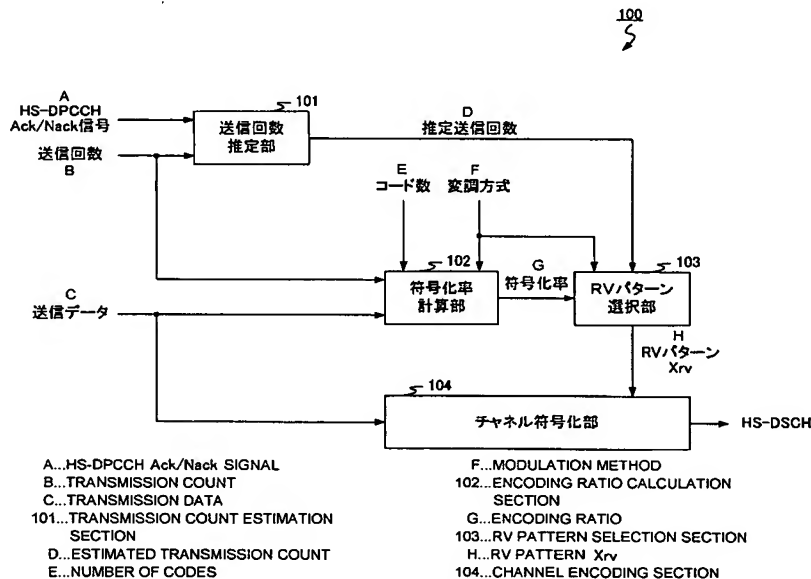 100
A
HS-DPCCH
Ack/Nack信号
送信回数
B
101
送信回数
推定部
D
推定送信回数
E
コード数
F
変調方式
102
符号化率
計算部
G
符号化率
103
RVパターン
選択部
C
送信データ
H
RVパターン
Xrv
104
チャネル符号化部
HS-DSCH
A...HS-DPCCH Ack/Nack SIGNAL
B...TRANSMISSION COUNT
C...TRANSMISSION DATA
101...TRANSMISSION COUNT ESTIMATION
SECTION
D...ESTIMATED TRANSMISSION COUNT
E...NUMBER OF CODES
F...MODULATION METHOD
102...ENCODING RATIO CALCULATION
SECTION
G...ENCODING RATIO
103...RV PATTERN SELECTION SECTION
H...RV PATTERN Xrv
104...CHANNEL ENCODING SECTION